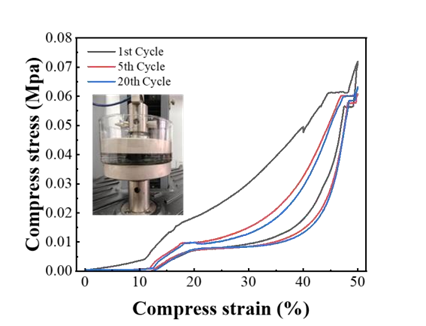 0.08
0.07
0.06
0.05
0.04
0.03
0.02
0.01
0.00
Compress stress (Mpa)
1st Cycle
5th Cycle
20th Cycle
0 10 20 30 40 50
Compress strain (%)